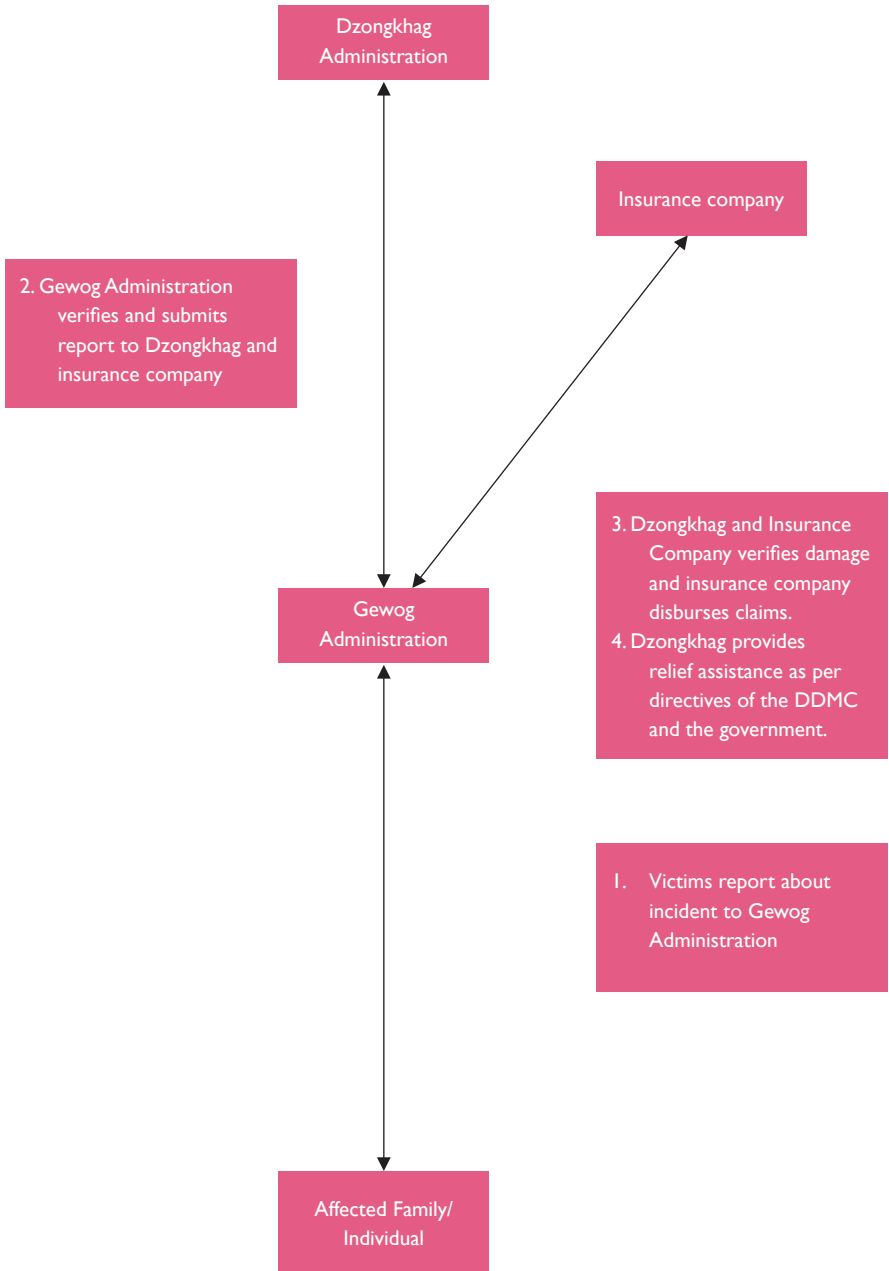 Dzongkhag
Administration
Insurance company
2. Gewog Administration
verifies and submits
report to Dzongkhag and
insurance company
3. Dzongkhag and Insurance
Company verifies damage
and insurance company
disburses claims.
4. Dzongkhag provides
relief assistance as per
directives of the DDMC
and the government.
Gewog
Administration
1. Victims report about
incident to Gewog
Administration
Affected Family/
Individual